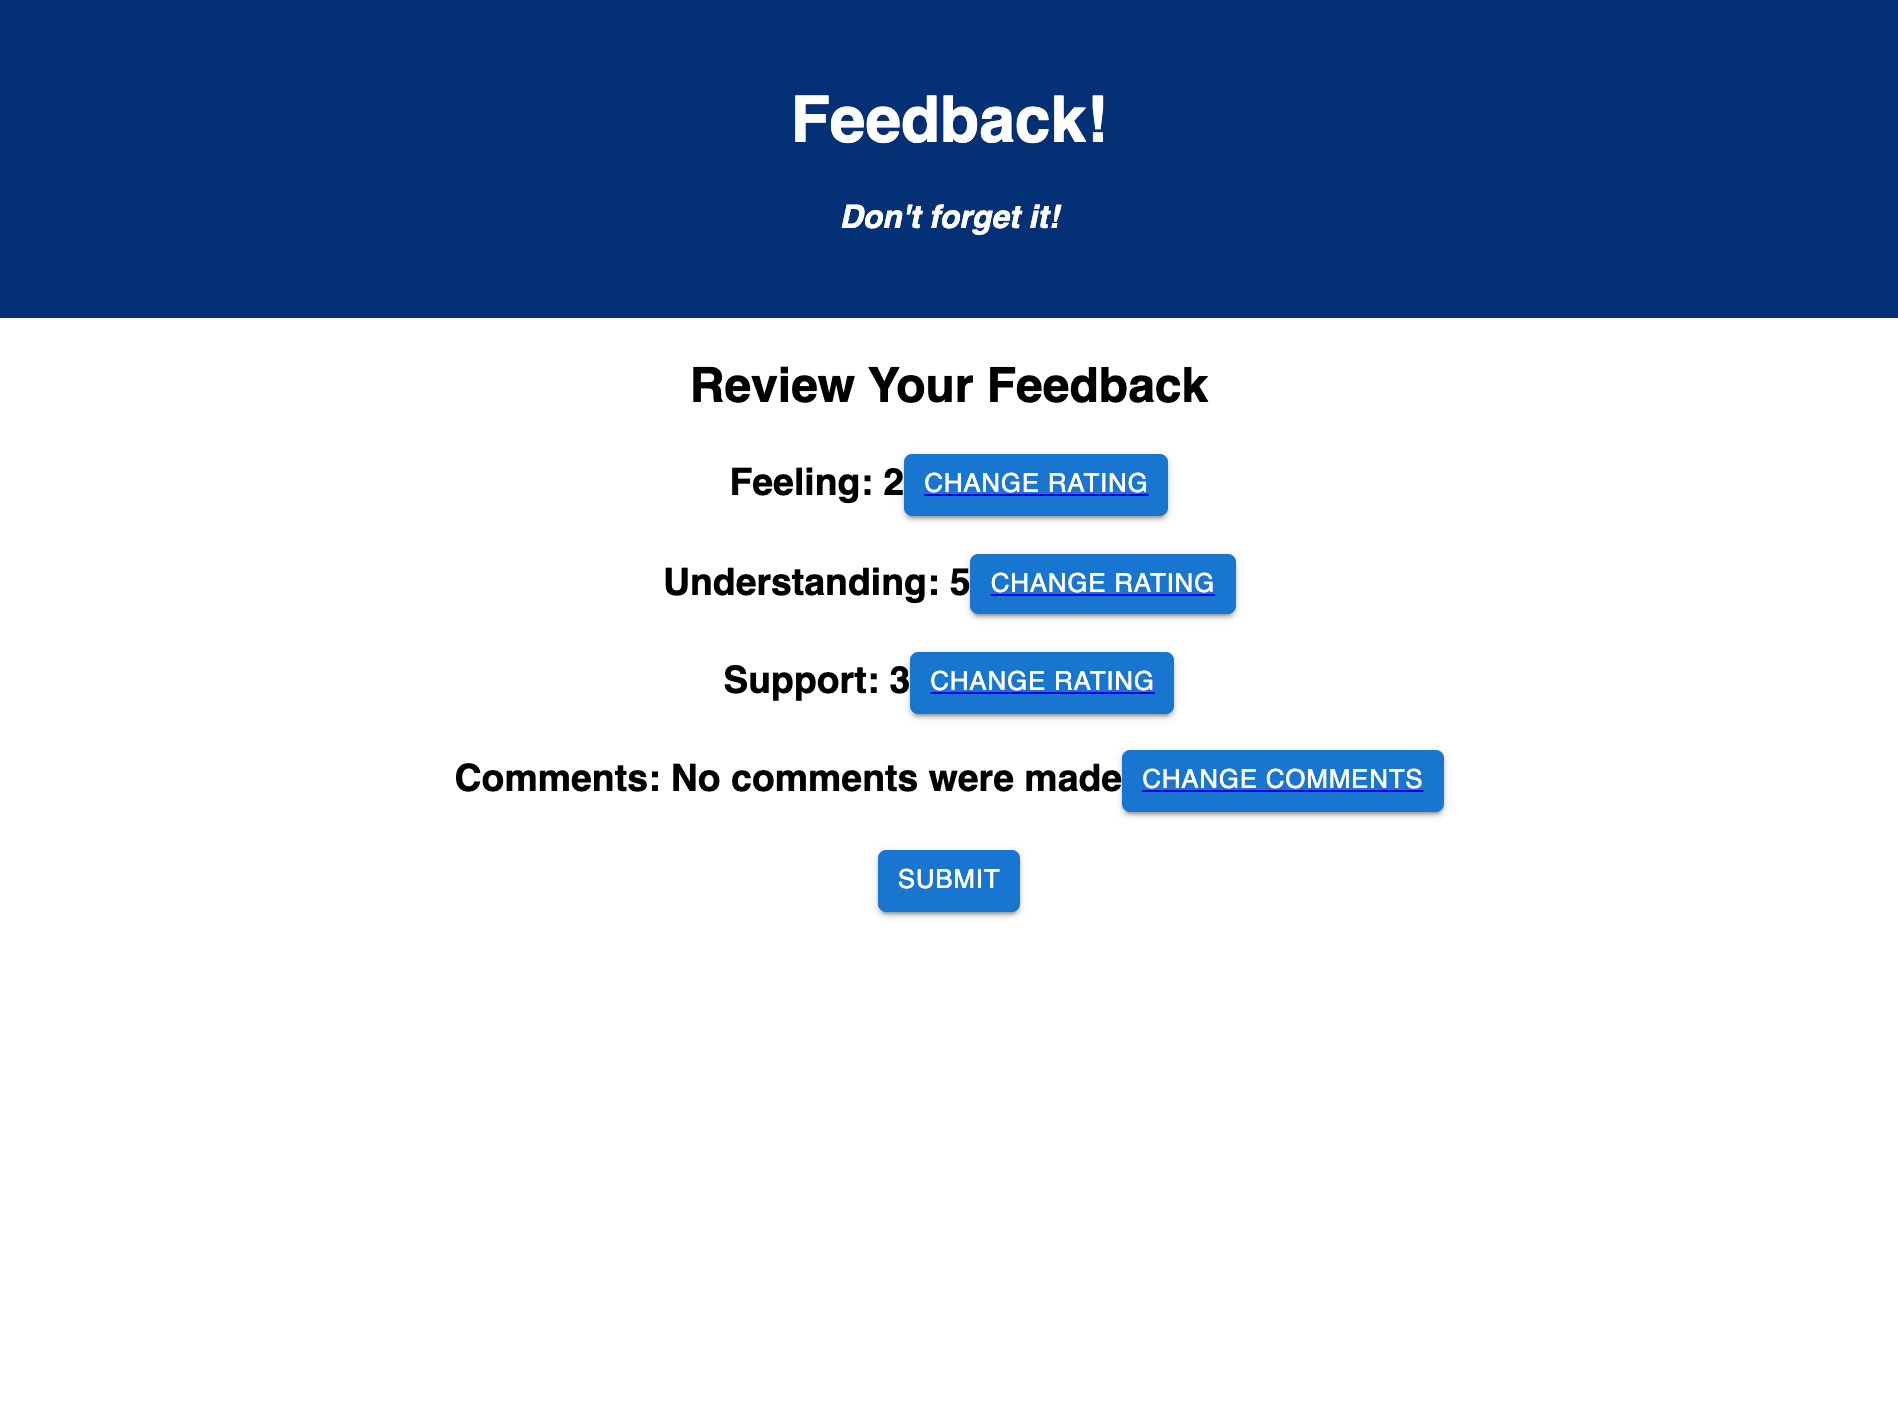 Feedback!
Don't forget it!
Review Your Feedback
Feeling: 2 CHANGE RATING
Understanding: 5 CHANGE RATING
Support: 3 CHANGE RATING
Comments: No comments were made CHANGE COMMENTS
SUBMIT